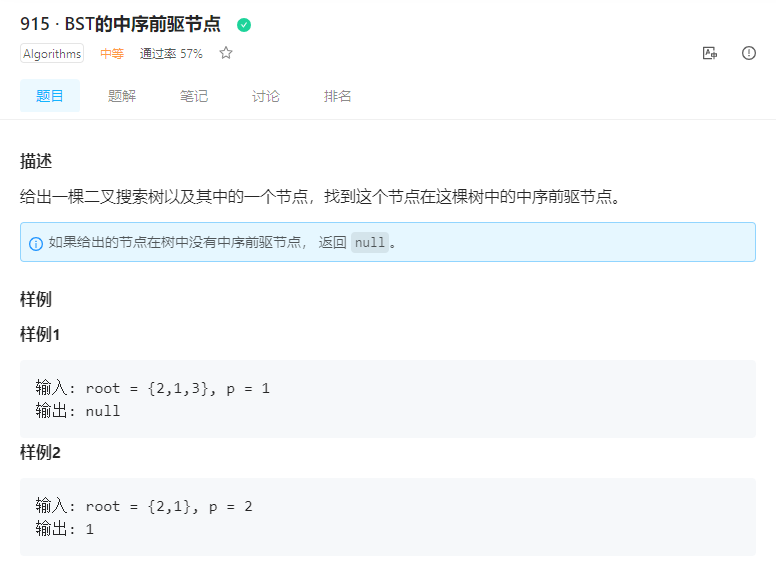 915 · BST的中序前驱节点
Algorithms 中等 通过率 57%
题目 题解 笔记 讨论 排名
描述
给出一棵二叉搜索树以及其中的一个节点，找到这个节点在这棵树中的中序前驱节点。
如果给出的节点在树中没有中序前驱节点， 返回 null。
样例
样例1
输入: root = {2,1,3}, p = 1
输出: null
样例2
输入: root = {2,1}, p = 2
输出: 1